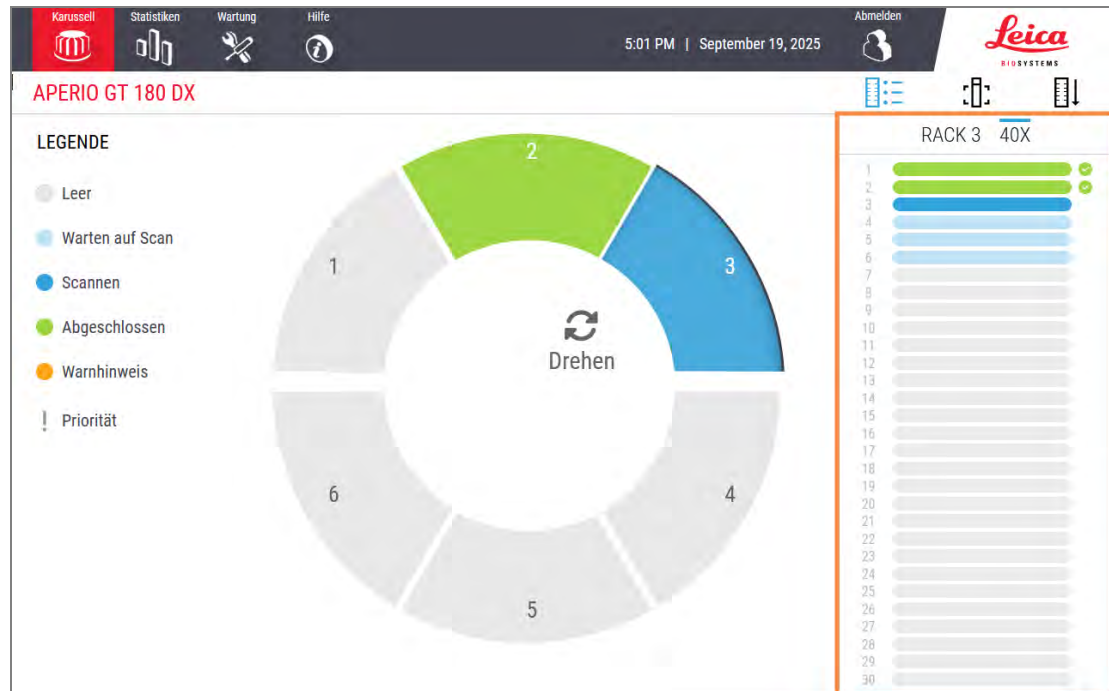 Karussell
Statistiken
Wartung
Hilfe
5:01 PM | September 19, 2025
Abmelden
Leica
BIOSYSTEMS
APERIO GT 180 DX
LEGENDE
Leer
Warten auf Scan
Scannen
Abgeschlossen
Warnhinweis
! Priorität
1
2
3
4
5
6
Drehen
RACK 3 40X
1
2
3
4
5
6
7
8
9
10
11
12
13
14
15
16
17
18
19
20
21
22
23
24
25
26
27
28
29
30